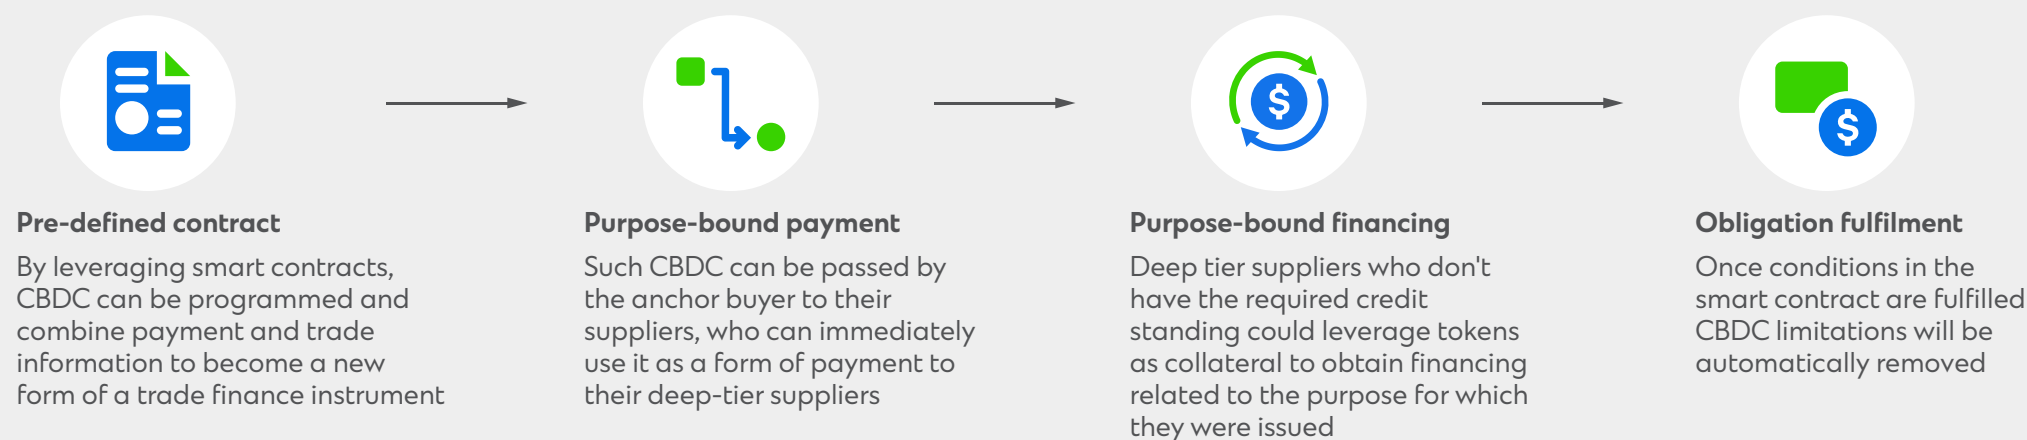 Pre-defined contract
By leveraging smart contracts,
CBDC can be programmed and
combine payment and trade
information to become a new
form of a trade finance instrument
Purpose-bound payment
Such CBDC can be passed by
the anchor buyer to their
suppliers, who can immediately
use it as a form of payment to
their deep-tier suppliers
$
Purpose-bound financing
Deep tier suppliers who don't
have the required credit
standing could leverage tokens
as collateral to obtain financing
related to the purpose for which
they were issued
$
Obligation fulfilment
Once conditions in the
smart contract are fulfilled
CBDC limitations will be
automatically removed